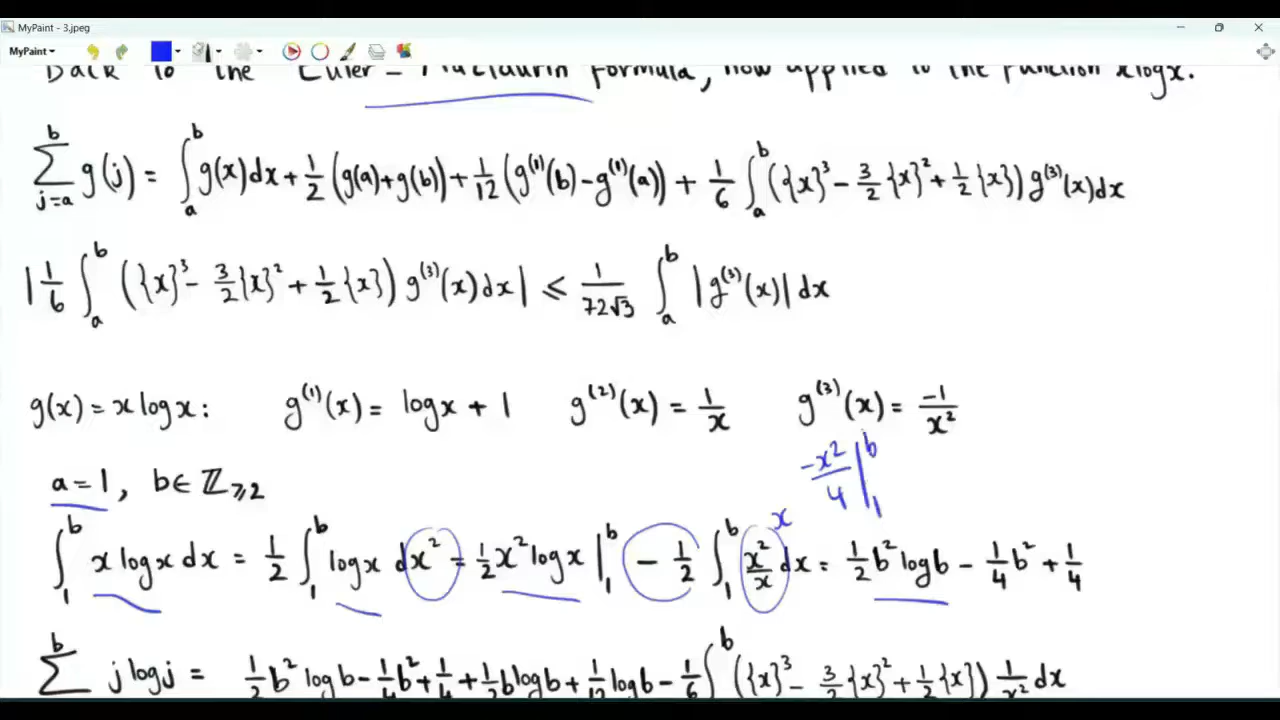 MyPaint - 3.jpeg
MyPaint
Back to the Euler-Maclaurin formula, now applied to the function xlogx.
∑_{j=a}^{b} g(j) = ∫_a^b g(x)dx + 1/2 (g(a)+g(b)) + 1/12 (g^{(1)}(b) - g^{(1)}(a)) + 1/6 ∫_a^b ({x}^3 - 3/2 {x}^2 + 1/2 {x}) g^{(3)}(x)dx
|1/6 ∫_a^b ({x}^3 - 3/2 {x}^2 + 1/2 {x}) g^{(3)}(x)dx| ≤ 1/(72√3) ∫_a^b |g^{(3)}(x)|dx
g(x) = x log x: g^{(1)}(x) = log x + 1 g^{(2)}(x) = 1/x g^{(3)}(x) = -1/x^2
-x^2/4 |_1^b
a = 1, b ∈ ℤ_{≥2}
x
∫_1^b x log x dx = 1/2 ∫_1^b log x dx^2 = 1/2 x^2 log x |_1^b - 1/2 ∫_1^b x^2/x dx = 1/2 b^2 log b - 1/4 b^2 + 1/4
∑^b j log j = 1/2 b^2 log b - 1/4 b^2 + 1/4 + 1/2 b log b + 1/12 log b - 1/6 ∫^b ({x}^3 - 3/2 {x}^2 + 1/2 {x}) 1/x^2 dx